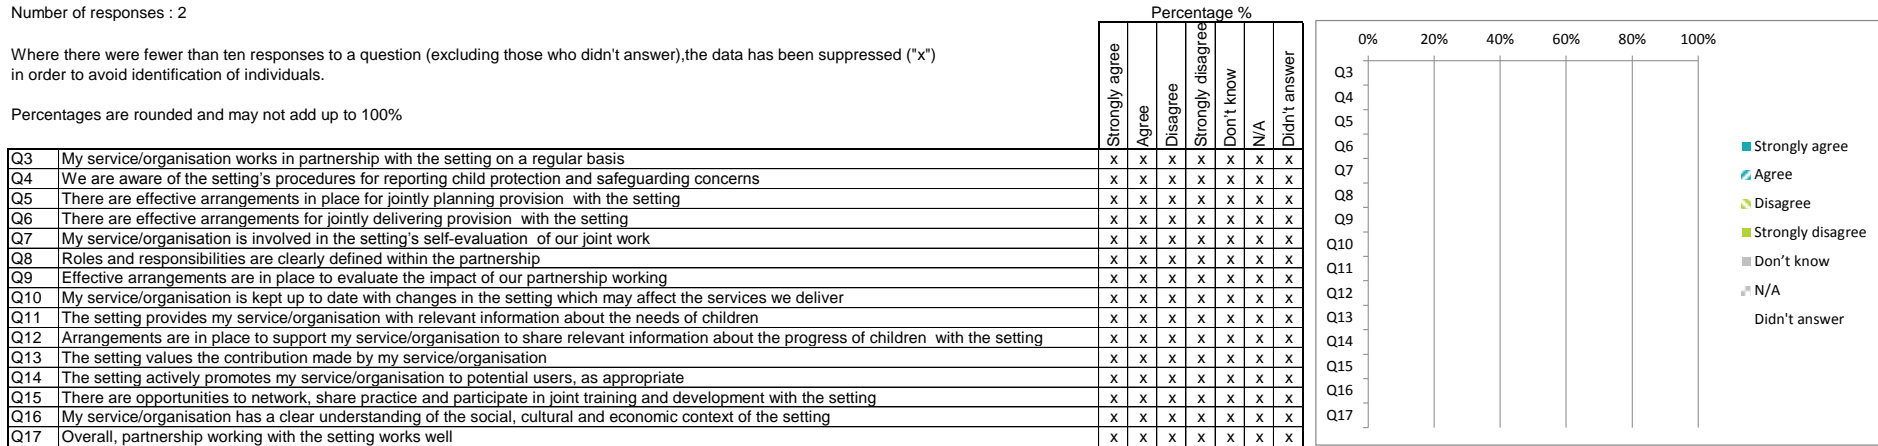 Number of responses : 2
Percentage %
Where there were fewer than ten responses to a question (excluding those who didn't answer),the data has been suppressed ("x")
in order to avoid identification of individuals.
Percentages are rounded and may not add up to 100%
Strongly agree
Agree
Disagree
Strongly disagree
Don't know
N/A
Didn't answer
Q3 My service/organisation works in partnership with the setting on a regular basis x x x x x x x
Q4 We are aware of the setting's procedures for reporting child protection and safeguarding concerns x x x x x x x
Q5 There are effective arrangements in place for jointly planning provision with the setting x x x x x x x
Q6 There are effective arrangements for jointly delivering provision with the setting x x x x x x x
Q7 My service/organisation is involved in the setting's self-evaluation of our joint work x x x x x x x
Q8 Roles and responsibilities are clearly defined within the partnership x x x x x x x
Q9 Effective arrangements are in place to evaluate the impact of our partnership working x x x x x x x
Q10 My service/organisation is kept up to date with changes in the setting which may affect the services we deliver x x x x x x x
Q11 The setting provides my service/organisation with relevant information about the needs of children x x x x x x x
Q12 Arrangements are in place to support my service/organisation to share relevant information about the progress of children with the setting x x x x x x x
Q13 The setting values the contribution made by my service/organisation x x x x x x x
Q14 The setting actively promotes my service/organisation to potential users, as appropriate x x x x x x x
Q15 There are opportunities to network, share practice and participate in joint training and development with the setting x x x x x x x
Q16 My service/organisation has a clear understanding of the social, cultural and economic context of the setting x x x x x x x
Q17 Overall, partnership working with the setting works well x x x x x x x
0% 20% 40% 60% 80% 100%
Q3
Q4
Q5
Q6
Q7
Q8
Q9
Q10
Q11
Q12
Q13
Q14
Q15
Q16
Q17
Strongly agree
Agree
Disagree
Strongly disagree
Don't know
N/A
Didn't answer